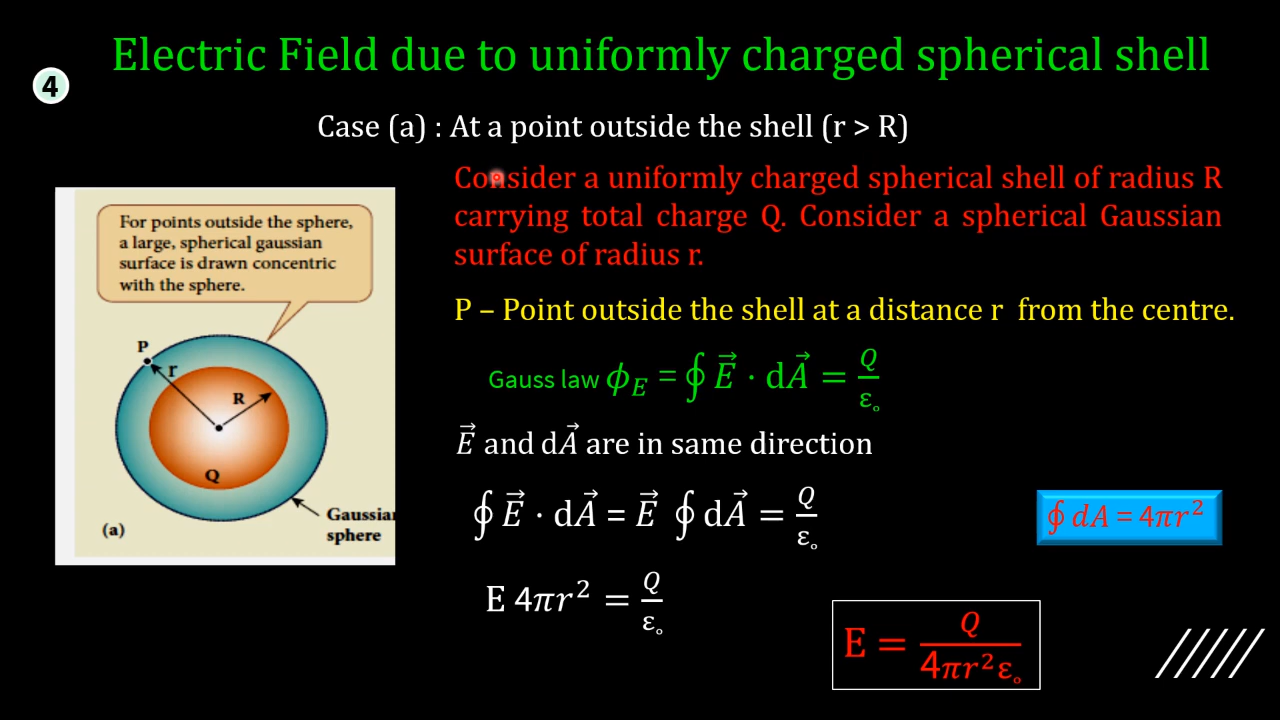 Electric Field due to uniformly charged spherical shell
4
Case (a) : At a point outside the shell (r > R)
Consider a uniformly charged spherical shell of radius R
carrying total charge Q. Consider a spherical Gaussian
surface of radius r.
For points outside the sphere,
a large, spherical gaussian
surface is drawn concentric
with the sphere.
P – Point outside the shell at a distance r from the centre.
P
r
R
Q
Gaussian
sphere
(a)
Gauss law ϕ_E = ∮ E⃗ · dA⃗ = Q/ε₀
E⃗ and dA⃗ are in same direction
∮ E⃗ · dA⃗ = E⃗ ∮ dA⃗ = Q/ε₀
∮ dA = 4πr²
E 4πr² = Q/ε₀
E = Q/4πr²ε₀